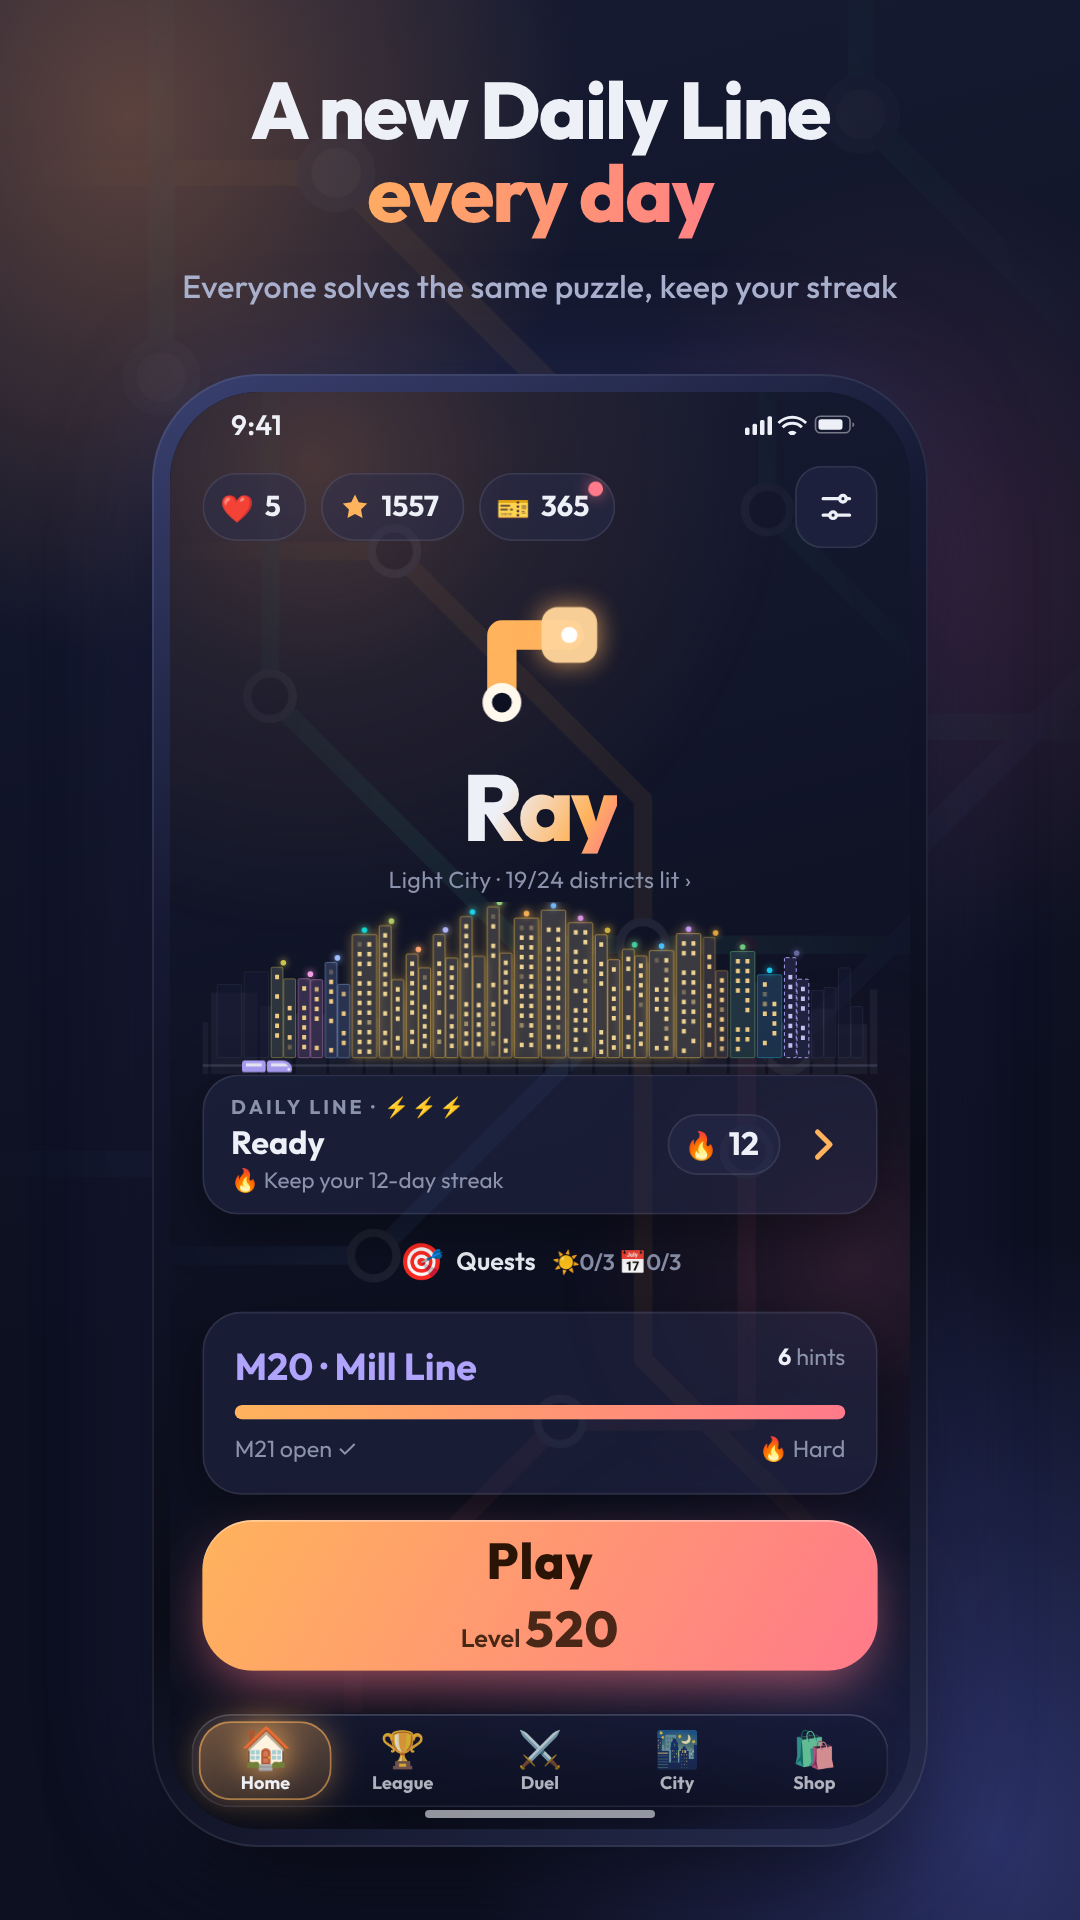 A new Daily Line
every day
Everyone solves the same puzzle, keep your streak
9:41
5
1557
365
Ray
Light City · 19/24 districts lit ›
DAILY LINE · ⚡⚡⚡
Ready
🔥 Keep your 12-day streak
🔥 12
🎯 Quests ☀️0/3 📅0/3
M20 · Mill Line
6 hints
M21 open ✓
🔥 Hard
Play
Level 520
Home
League
Duel
City
Shop